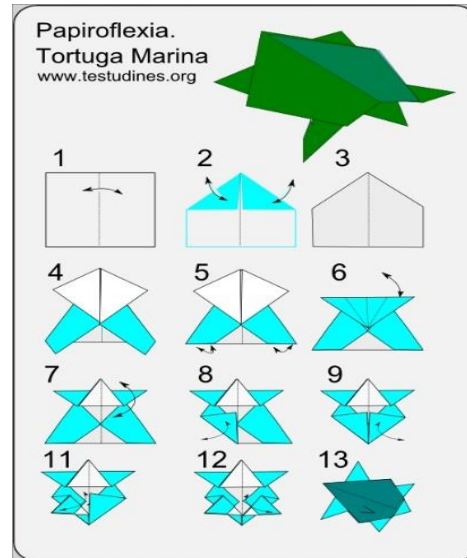 Papiroflexia.
Tortuga Marina
www.testudines.org
1 2 3
4 5 6
7 8 9
11 12 13